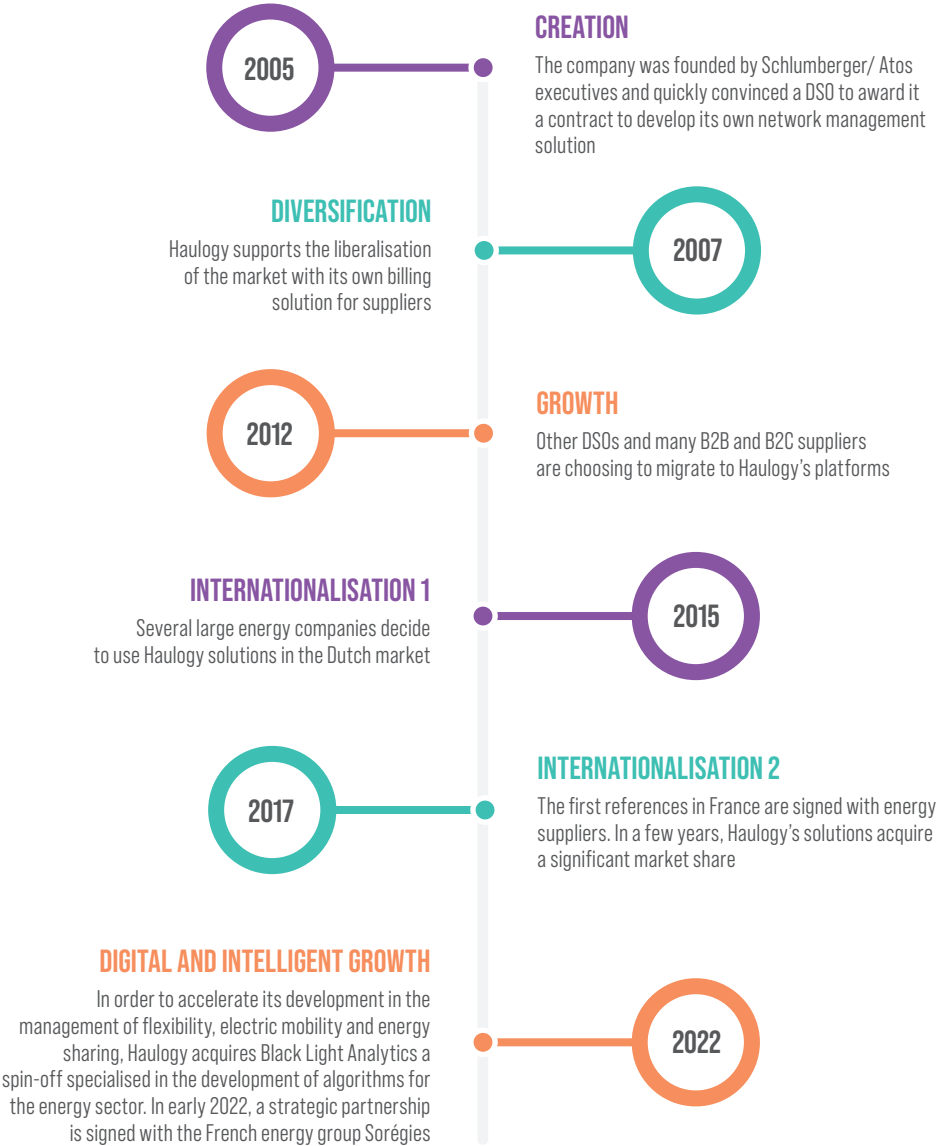 2005
CREATION
The company was founded by Schlumberger/ Atos
executives and quickly convinced a DSO to award it
a contract to develop its own network management
solution
DIVERSIFICATION
Haulogy supports the liberalisation
of the market with its own billing
solution for suppliers
2007
2012
GROWTH
Other DSOs and many B2B and B2C suppliers
are choosing to migrate to Haulogy's platforms
INTERNATIONALISATION 1
Several large energy companies decide
to use Haulogy solutions in the Dutch market
2015
2017
INTERNATIONALISATION 2
The first references in France are signed with energy
suppliers. In a few years, Haulogy's solutions acquire
a significant market share
DIGITAL AND INTELLIGENT GROWTH
In order to accelerate its development in the
management of flexibility, electric mobility and energy
sharing, Haulogy acquires Black Light Analytics a
spin-off specialised in the development of algorithms for
the energy sector. In early 2022, a strategic partnership
is signed with the French energy group Sorégies
2022